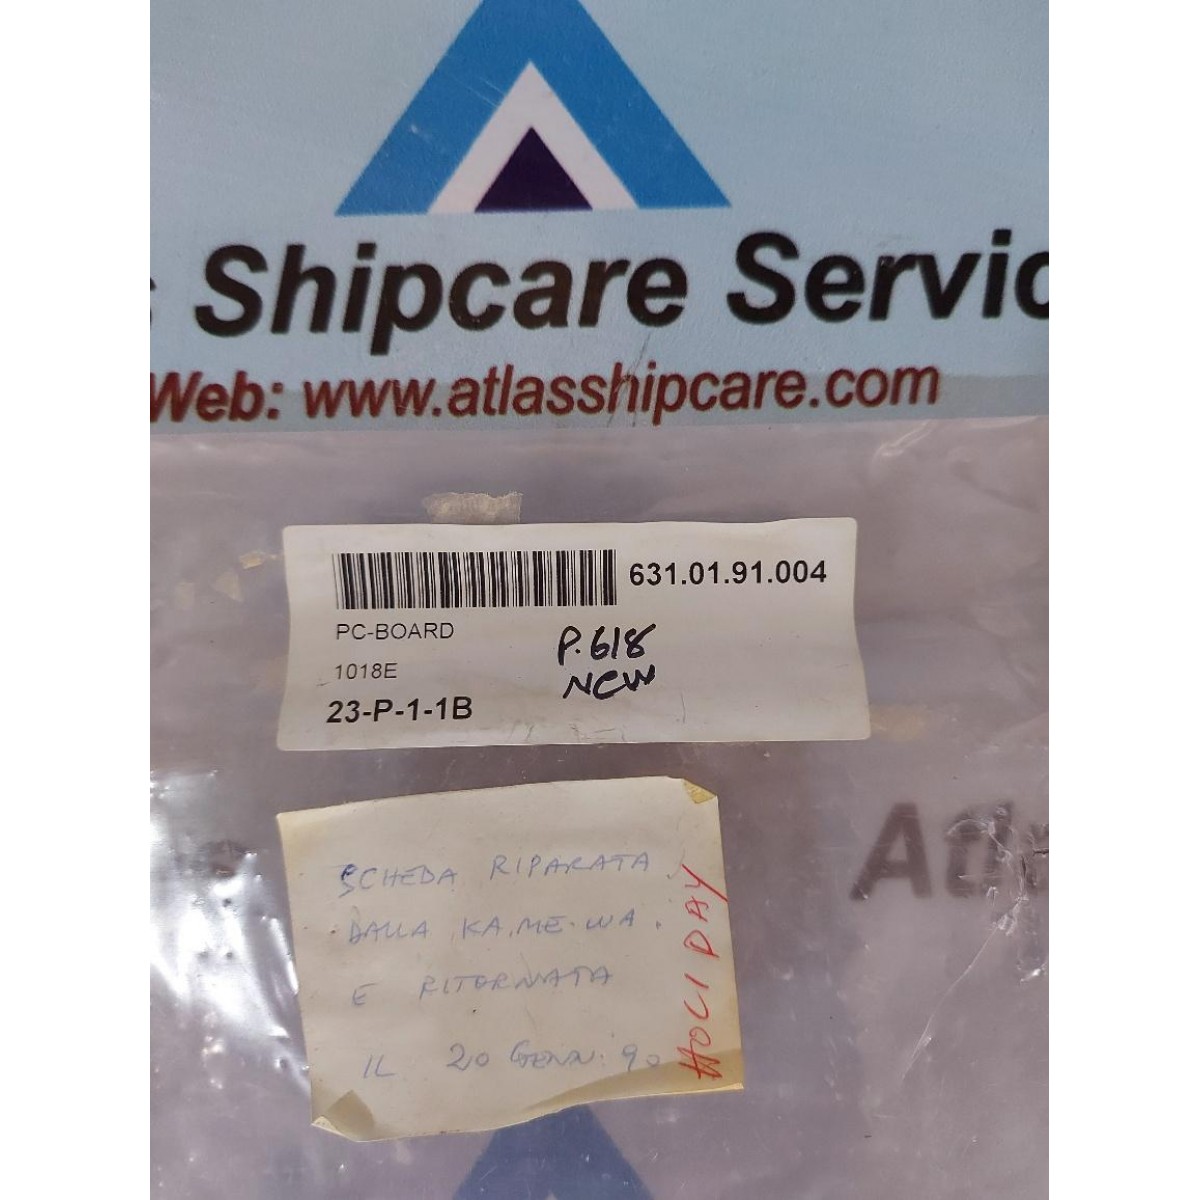 Shipcare Servic
Web: www.atlasshipcare.com
631.01.91.004
PC-BOARD
1018E
P.618
NEW
23-P-1-1B
SCHEDA RIPARATA
DALLA KA.ME.WA.
E RITORNATA
IL 20 GENN. 90
HOLIDAY
Atl